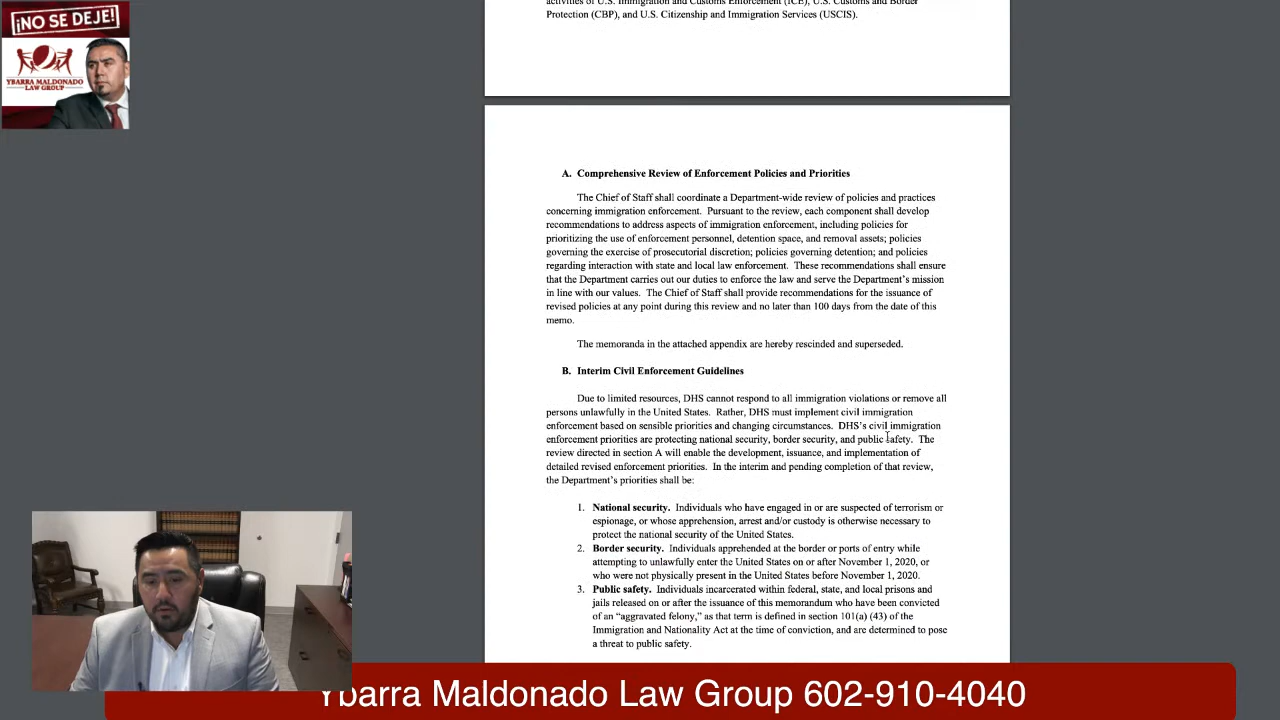 ¡NO SE DEJE!
YBARRA MALDONADO
LAW GROUP
activities of U.S. Immigration and Customs Enforcement (ICE), U.S. Customs and Border
Protection (CBP), and U.S. Citizenship and Immigration Services (USCIS).
A. Comprehensive Review of Enforcement Policies and Priorities
The Chief of Staff shall coordinate a Department-wide review of policies and practices
concerning immigration enforcement. Pursuant to the review, each component shall develop
recommendations to address aspects of immigration enforcement, including policies for
prioritizing the use of enforcement personnel, detention space, and removal assets; policies
governing the exercise of prosecutorial discretion; policies governing detention; and policies
regarding interaction with state and local law enforcement. These recommendations shall ensure
that the Department carries out our duties to enforce the law and serve the Department’s mission
in line with our values. The Chief of Staff shall provide recommendations for the issuance of
revised policies at any point during this review and no later than 100 days from the date of this
memo.
The memoranda in the attached appendix are hereby rescinded and superseded.
B. Interim Civil Enforcement Guidelines
Due to limited resources, DHS cannot respond to all immigration violations or remove all
persons unlawfully in the United States. Rather, DHS must implement civil immigration
enforcement based on sensible priorities and changing circumstances. DHS’s civil immigration
enforcement priorities are protecting national security, border security, and public safety. The
review directed in section A will enable the development, issuance, and implementation of
detailed revised enforcement priorities. In the interim and pending completion of that review,
the Department’s priorities shall be:
1. National security. Individuals who have engaged in or are suspected of terrorism or
espionage, or whose apprehension, arrest and/or custody is otherwise necessary to
protect the national security of the United States.
2. Border security. Individuals apprehended at the border or ports of entry while
attempting to unlawfully enter the United States on or after November 1, 2020, or
who were not physically present in the United States before November 1, 2020.
3. Public safety. Individuals incarcerated within federal, state, and local prisons and
jails released on or after the issuance of this memorandum who have been convicted
of an “aggravated felony,” as that term is defined in section 101(a) (43) of the
Immigration and Nationality Act at the time of conviction, and are determined to pose
a threat to public safety.
Ybarra Maldonado Law Group 602-910-4040